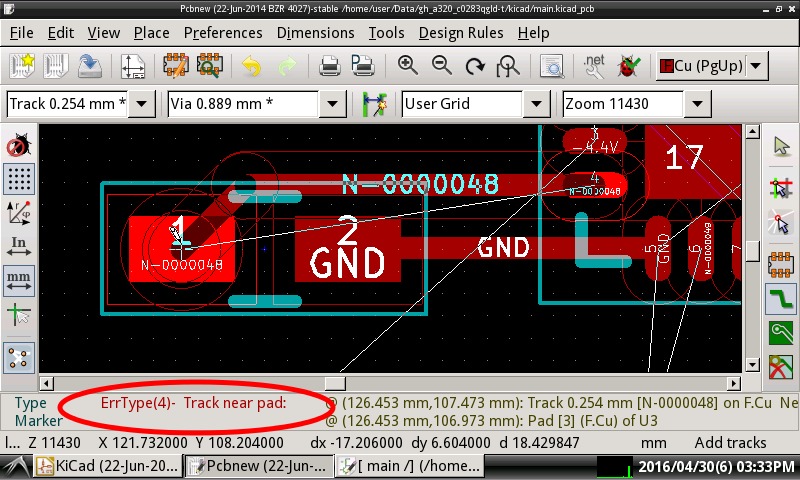 Pcbnew (22-Jun-2014 BZR 4027)-stable /home/user/Data/gh_a320_c0283qgld-t/kicad/main.kicad_pcb
File Edit View Place Preferences Dimensions Tools Design Rules Help
.net
F.Cu (PgUp)
Track 0.254 mm * Via 0.889 mm * User Grid Zoom 11430
In
mm
3
-4.4V
17
N-0000048
4
N-0000048
1
N-0000048
2
GND
GND
5
GND
6
7
Type ErrType(4)- Track near pad: @ (126.453 mm,107.473 mm): Track 0.254 mm [N-0000048] on F.Cu Ne
Marker @ (126.453 mm,106.973 mm): Pad [3] (F.Cu) of U3
l... Z 11430 X 121.732000 Y 108.204000 dx -17.206000 dy 6.604000 d 18.429847 mm Add tracks
KiCad (22-Jun-20... Pcbnew (22-Jun-... [ main /] (/home... 2016/04/30(6) 03:33PM